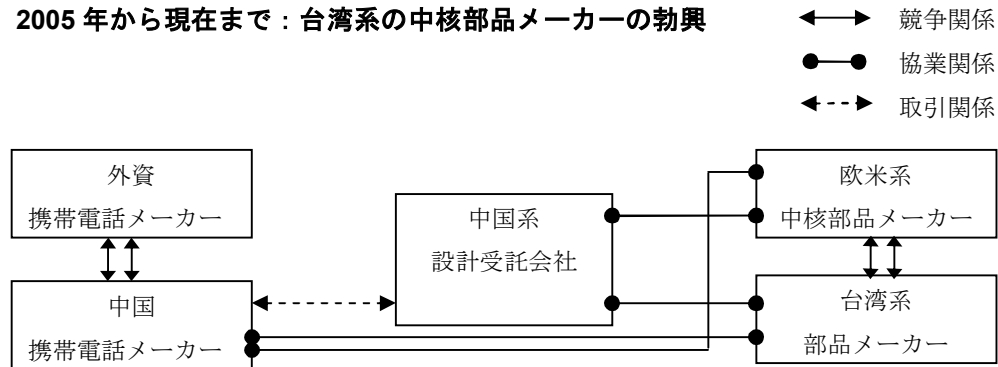 2005 年から現在まで：台湾系の中核部品メーカーの勃興
競争関係
協業関係
取引関係
外資
携帯電話メーカー
中国
携帯電話メーカー
中国系
設計受託会社
欧米系
中核部品メーカー
台湾系
部品メーカー